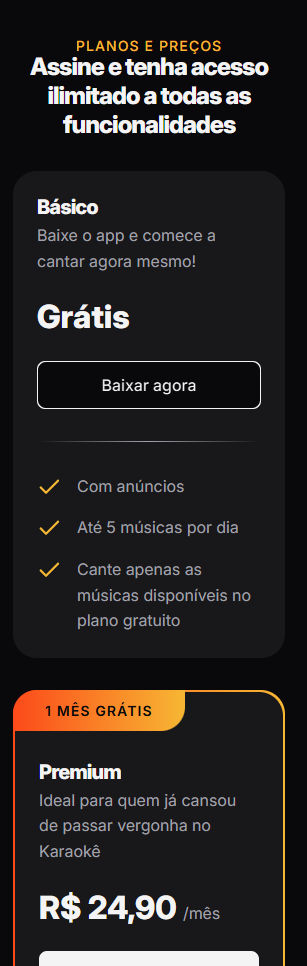 PLANOS E PREÇOS
Assine e tenha acesso
ilimitado a todas as
funcionalidades
Básico
Baixe o app e comece a
cantar agora mesmo!
Grátis
Baixar agora
Com anúncios
Até 5 músicas por dia
Cante apenas as
músicas disponíveis no
plano gratuito
1 MÊS GRÁTIS
Premium
Ideal para quem já cansou
de passar vergonha no
Karaokê
R$ 24,90 /mês